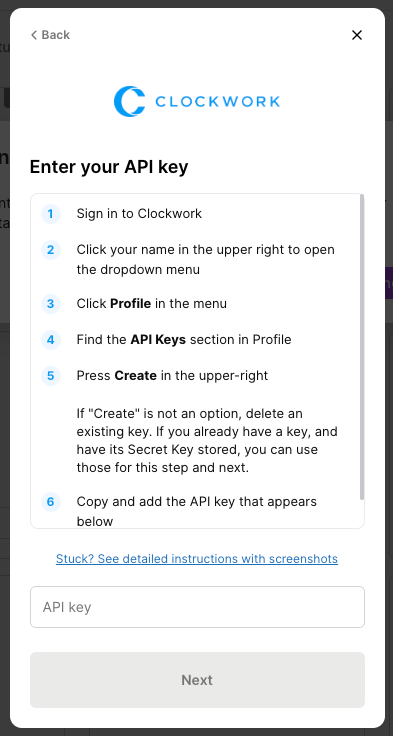 Back
CLOCKWORK
Enter your API key
1 Sign in to Clockwork
2 Click your name in the upper right to open
the dropdown menu
3 Click Profile in the menu
4 Find the API Keys section in Profile
5 Press Create in the upper-right
If "Create" is not an option, delete an
existing key. If you already have a key, and
have its Secret Key stored, you can use
those for this step and next.
6 Copy and add the API key that appears
below
Stuck? See detailed instructions with screenshots
API key
Next